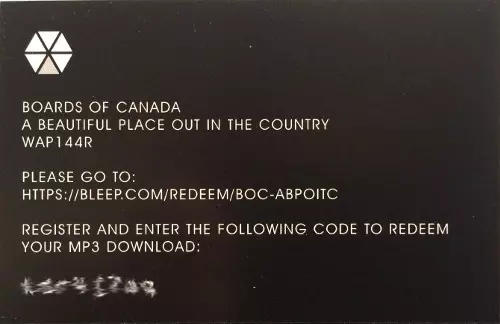 BOARDS OF CANADA
A BEAUTIFUL PLACE OUT IN THE COUNTRY
WAP144R
PLEASE GO TO:
HTTPS://BLEEP.COM/REDEEM/BOC-ABPOITC
REGISTER AND ENTER THE FOLLOWING CODE TO REDEEM
YOUR MP3 DOWNLOAD: